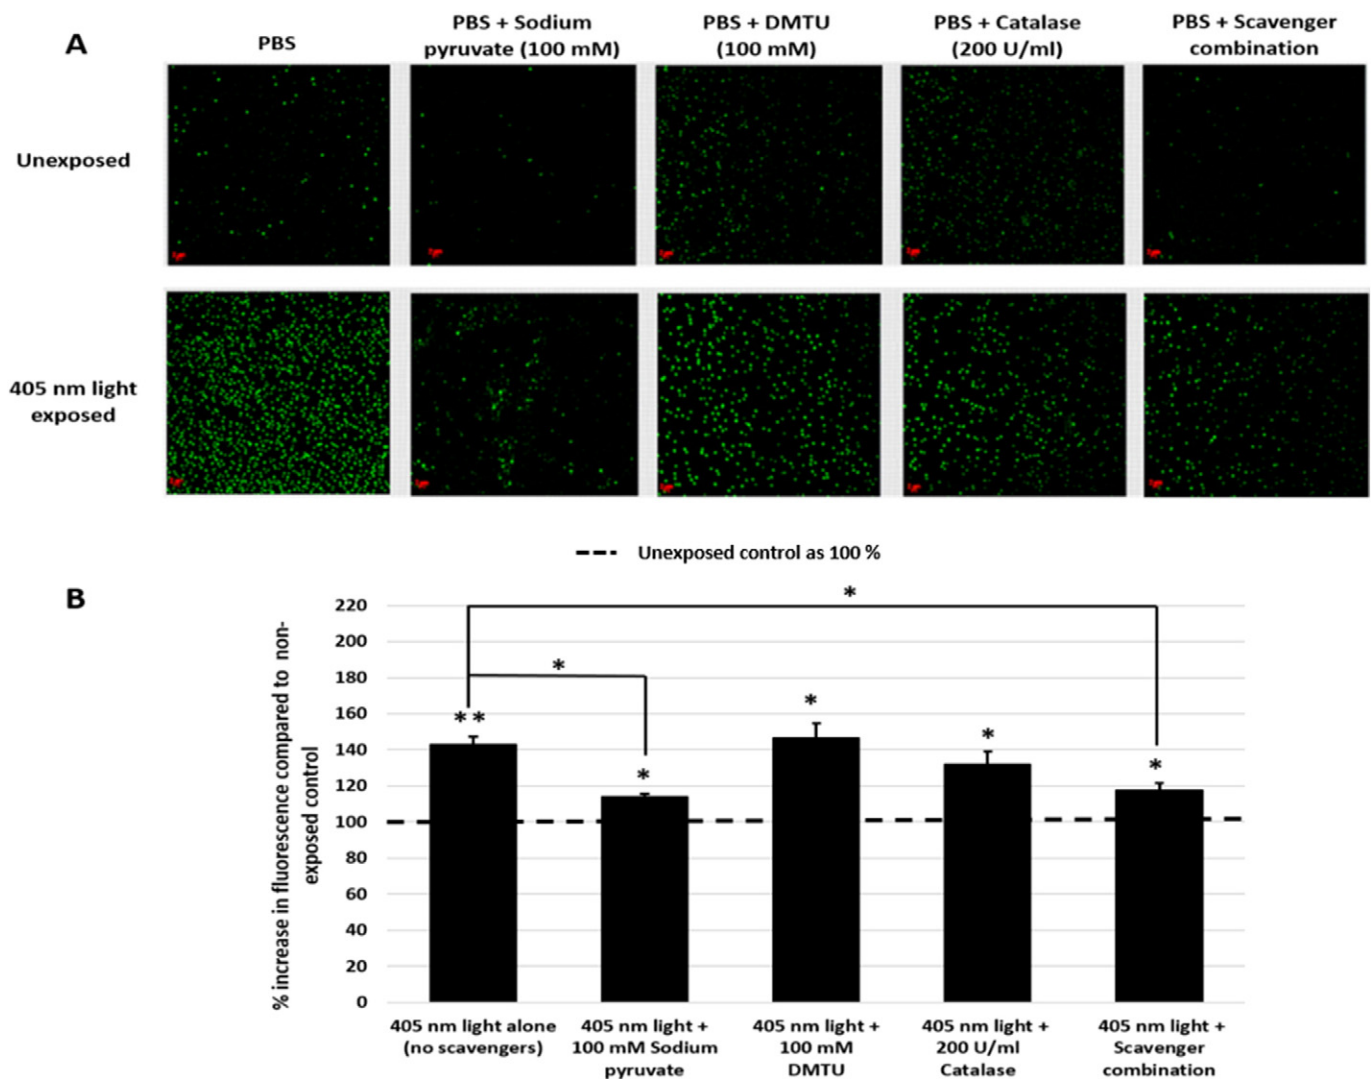 A
PBS
PBS + Sodium
pyruvate (100 mM)
PBS + DMTU
(100 mM)
PBS + Catalase
(200 U/ml)
PBS + Scavenger
combination
Unexposed
405 nm light
exposed
Unexposed control as 100 %
B
% increase in fluorescence compared to non-
exposed control
220
200
180
160
140
120
100
80
60
40
20
0
*
*
**
*
*
*
*
405 nm light alone
(no scavengers)
405 nm light +
100 mM Sodium
pyruvate
405 nm light +
100 mM
DMTU
405 nm light +
200 U/ml
Catalase
405 nm light +
Scavenger
combination